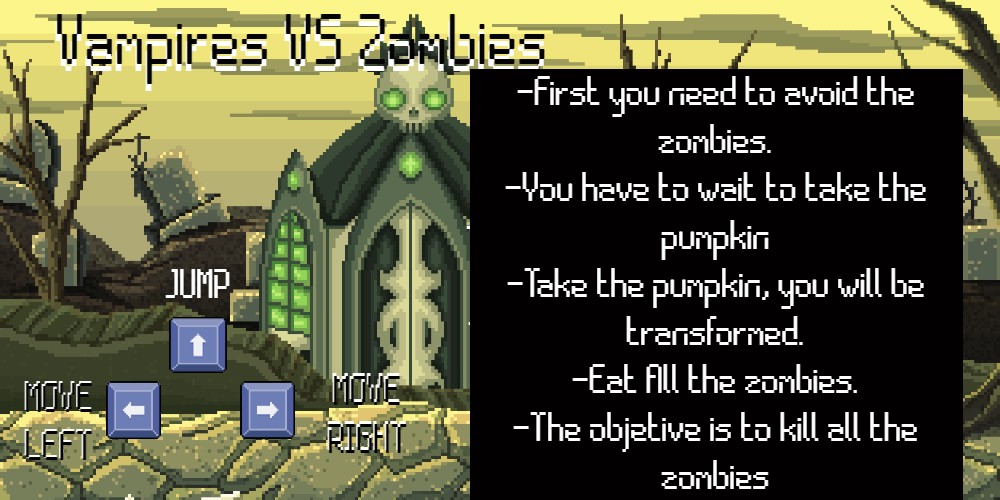 Vampires VS Zombies
-First you need to avoid the
zombies.
-You have to wait to take the
pumpkin
-Take the pumpkin, you will be
transformed.
-Eat All the zombies.
-The objetive is to kill all the
zombies
JUMP
MOVE
LEFT
MOVE
RIGHT